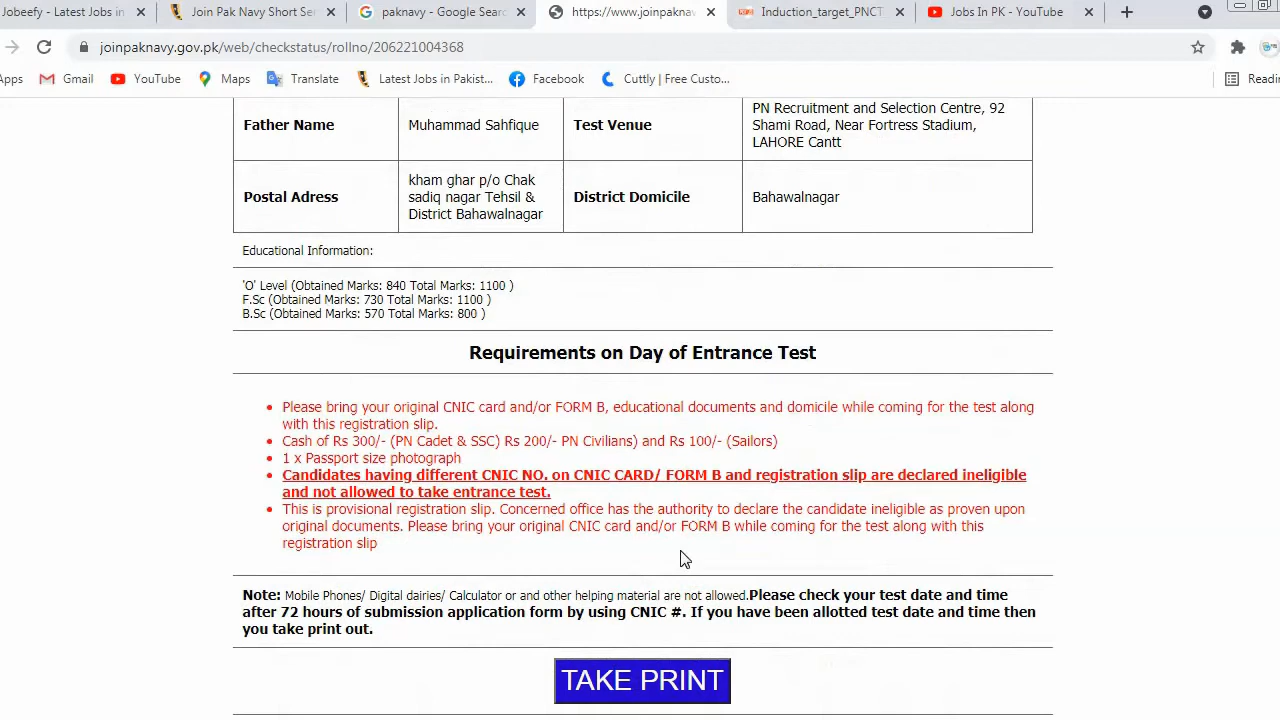 Jobeefy - Latest Jobs in
Join Pak Navy Short Se
paknavy - Google Searc
https://www.joinpakna
Induction_target_PNCT
Jobs In PK - YouTube
joinpaknavy.gov.pk/web/checkstatus/rollno/206221004368
Apps
Gmail
YouTube
Maps
Translate
Latest Jobs in Pakist...
Facebook
Cuttly | Free Custo...
Readin
Father Name
Muhammad Sahfique
Test Venue
PN Recruitment and Selection Centre, 92
Shami Road, Near Fortress Stadium,
LAHORE Cantt
Postal Adress
kham ghar p/o Chak
sadiq nagar Tehsil &
District Bahawalnagar
District Domicile
Bahawalnagar
Educational Information:
'O' Level (Obtained Marks: 840 Total Marks: 1100 )
F.Sc (Obtained Marks: 730 Total Marks: 1100 )
B.Sc (Obtained Marks: 570 Total Marks: 800 )
Requirements on Day of Entrance Test
Please bring your original CNIC card and/or FORM B, educational documents and domicile while coming for the test along
with this registration slip.
Cash of Rs 300/- (PN Cadet & SSC) Rs 200/- PN Civilians) and Rs 100/- (Sailors)
1 x Passport size photograph
Candidates having different CNIC NO. on CNIC CARD/ FORM B and registration slip are declared ineligible
and not allowed to take entrance test.
This is provisional registration slip. Concerned office has the authority to declare the candidate ineligible as proven upon
original documents. Please bring your original CNIC card and/or FORM B while coming for the test along with this
registration slip
Note: Mobile Phones/ Digital dairies/ Calculator or and other helping material are not allowed.Please check your test date and time
after 72 hours of submission application form by using CNIC #. If you have been allotted test date and time then
you take print out.
TAKE PRINT